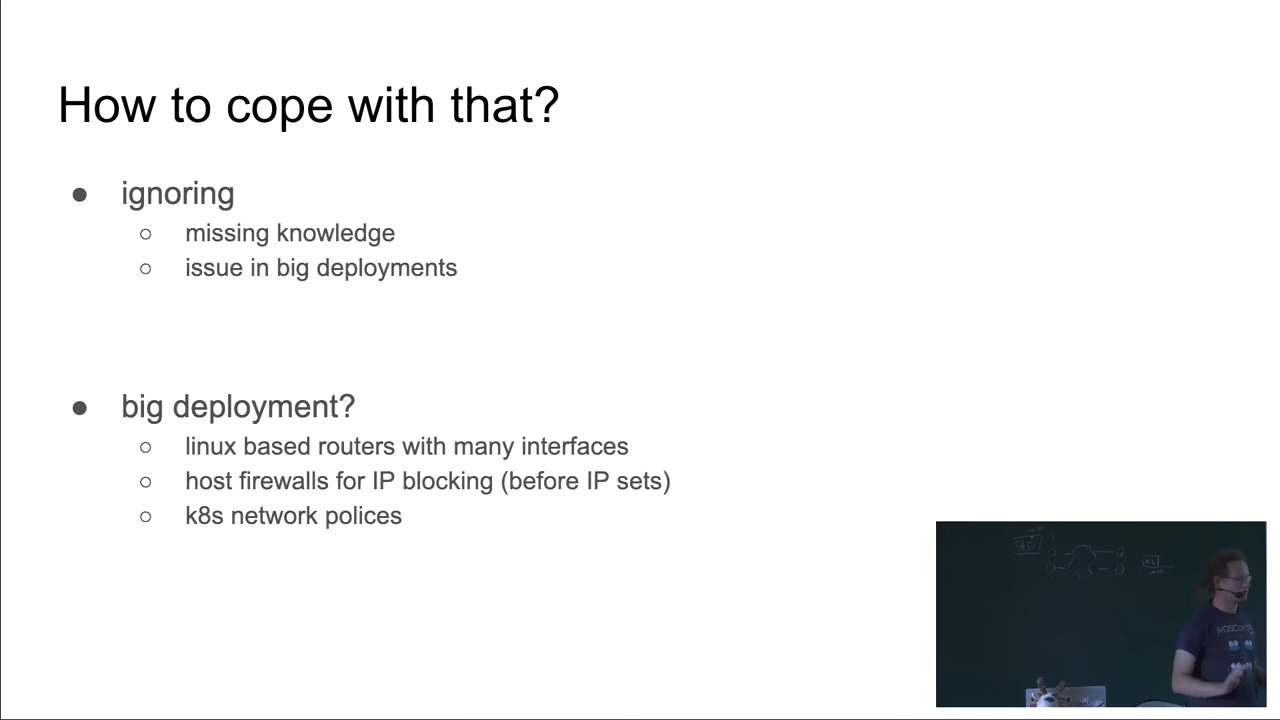 How to cope with that?
ignoring
missing knowledge
issue in big deployments
big deployment?
linux based routers with many interfaces
host firewalls for IP blocking (before IP sets)
k8s network polices